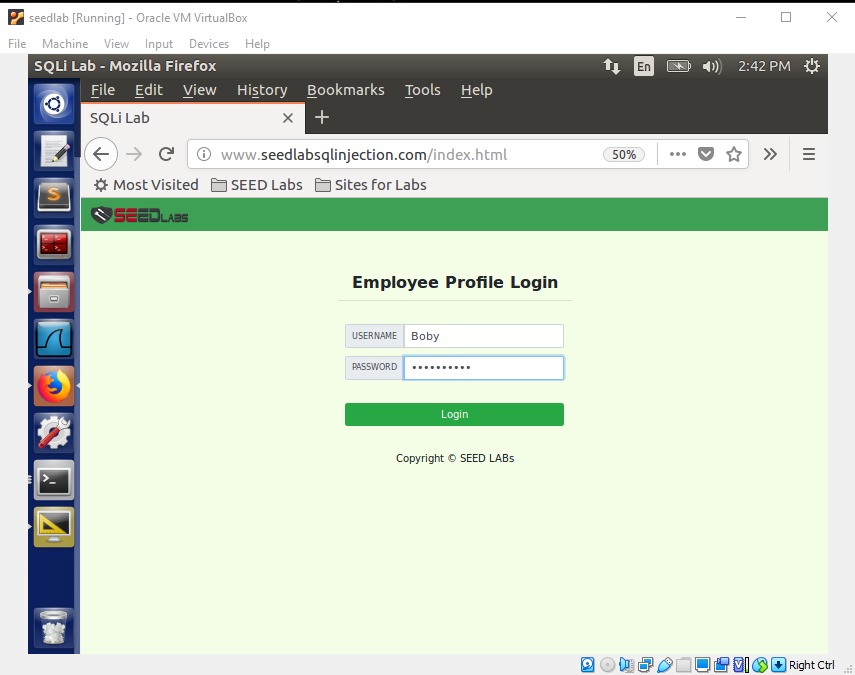 seedlab [Running] - Oracle VM VirtualBox
File Machine View Input Devices Help
SQLi Lab - Mozilla Firefox En 2:42 PM
File Edit View History Bookmarks Tools Help
SQLi Lab
www.seedlabsqlinjection.com/index.html 50%
Most Visited SEED Labs Sites for Labs
SEEDLABS
Employee Profile Login
USERNAME Boby
PASSWORD ••••••••••
Login
Copyright © SEED LABs
Right Ctrl